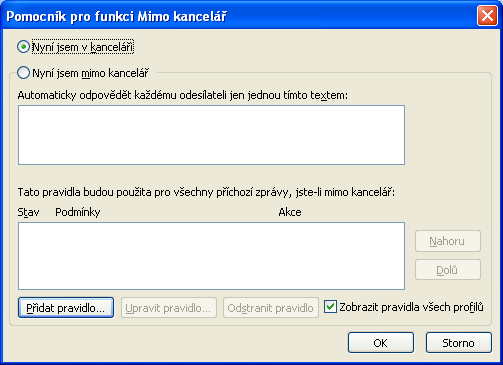 Pomocník pro funkci Mimo kancelář
Nyní jsem v kanceláři
Nyní jsem mimo kancelář
Automaticky odpovědět každému odesílateli jen jednou tímto textem:
Tato pravidla budou použita pro všechny příchozí zprávy, jste-li mimo kancelář:
Stav Podmínky Akce
Nahoru
Dolů
Přidat pravidlo... Upravit pravidlo... Odstranit pravidlo Zobrazit pravidla všech profilů
OK Storno